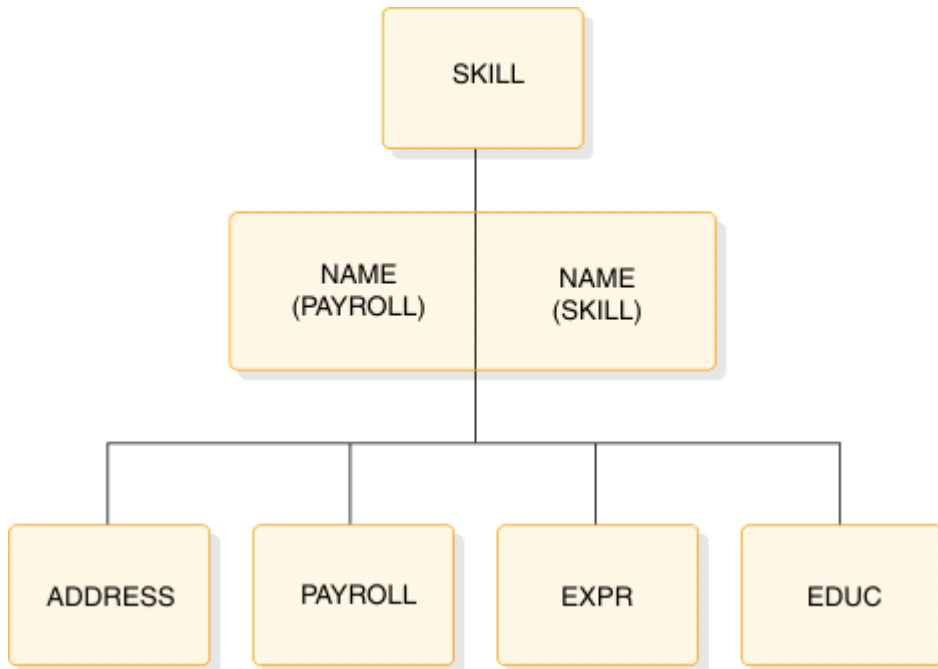 SKILL
NAME
(PAYROLL)
NAME
(SKILL)
ADDRESS
PAYROLL
EXPR
EDUC